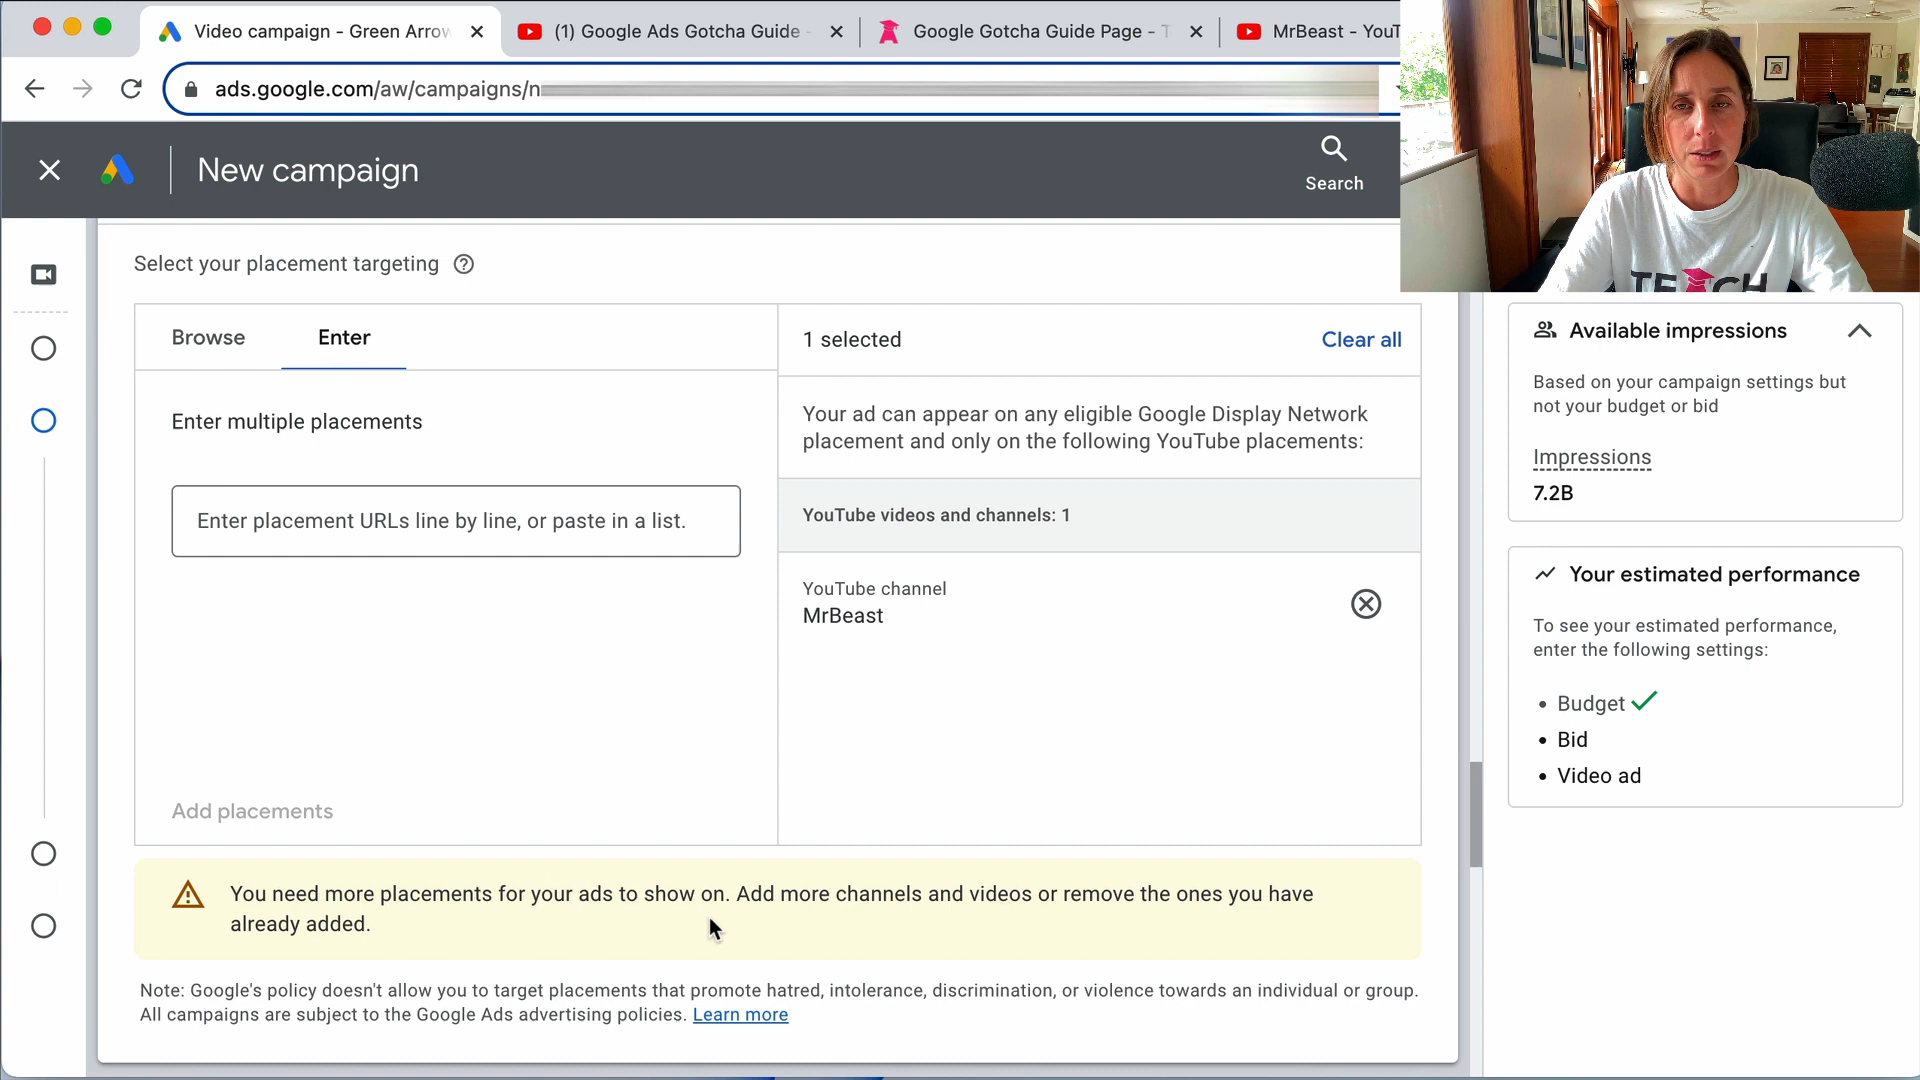 Video campaign - Green Arrow
(1) Google Ads Gotcha Guide -
Google Gotcha Guide Page - T
MrBeast - YouT
ads.google.com/aw/campaigns/n
New campaign
Search
TEACH
Select your placement targeting
Browse
Enter
1 selected
Clear all
Enter multiple placements
Your ad can appear on any eligible Google Display Network
placement and only on the following YouTube placements:
Enter placement URLs line by line, or paste in a list.
YouTube videos and channels: 1
YouTube channel
MrBeast
Add placements
You need more placements for your ads to show on. Add more channels and videos or remove the ones you have
already added.
Note: Google's policy doesn't allow you to target placements that promote hatred, intolerance, discrimination, or violence towards an individual or group.
All campaigns are subject to the Google Ads advertising policies. Learn more
Available impressions
Based on your campaign settings but
not your budget or bid
Impressions
7.2B
Your estimated performance
To see your estimated performance,
enter the following settings:
• Budget
• Bid
• Video ad